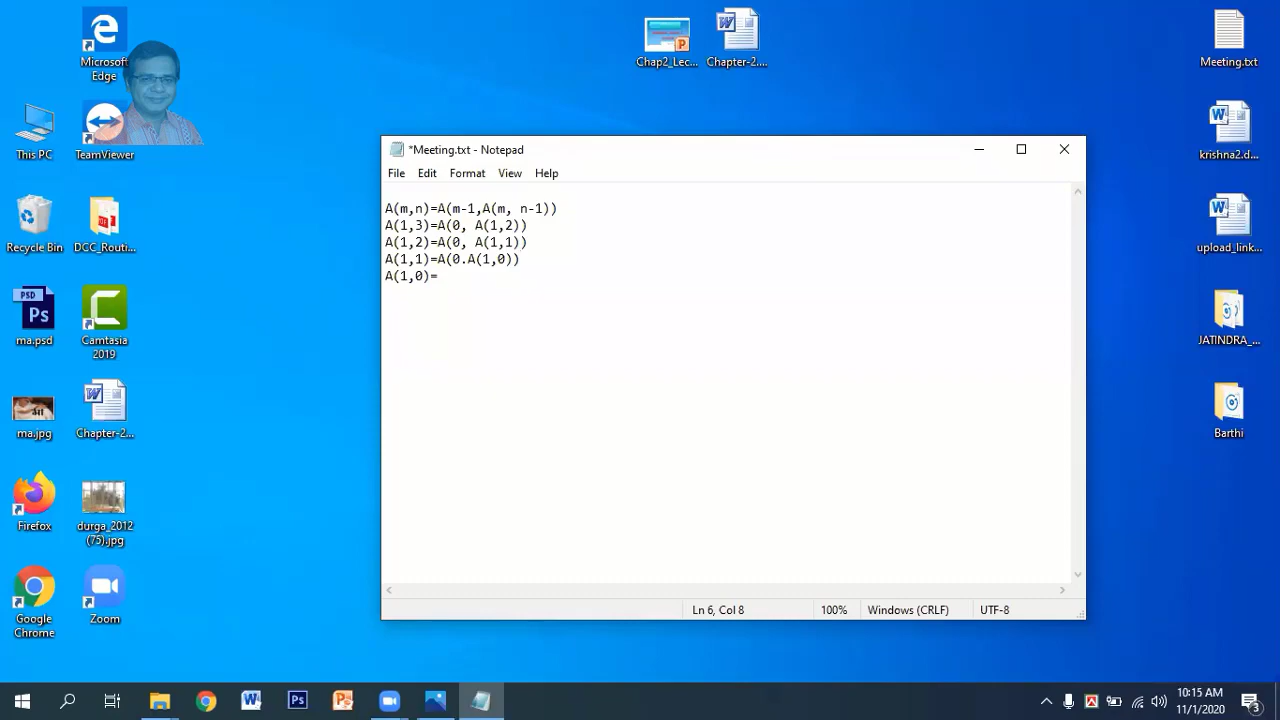 Microsoft Edge
This PC
TeamViewer
Recycle Bin
DCC_Routi...
PSD
Ps
ma.psd
Camtasia 2019
ma.jpg
Chapter-2...
Firefox
durga_2012 (75).jpg
Google Chrome
Zoom
Chap2_Lec...
Chapter-2....
Meeting.txt
krishna2.d...
upload_link...
JATINDRA_...
Barthi
*Meeting.txt - Notepad
File Edit Format View Help
A(m,n)=A(m-1,A(m, n-1))
A(1,3)=A(0, A(1,2))
A(1,2)=A(0, A(1,1))
A(1,1)=A(0.A(1,0))
A(1,0)=
Ln 6, Col 8 100% Windows (CRLF) UTF-8
10:15 AM
11/1/2020
3